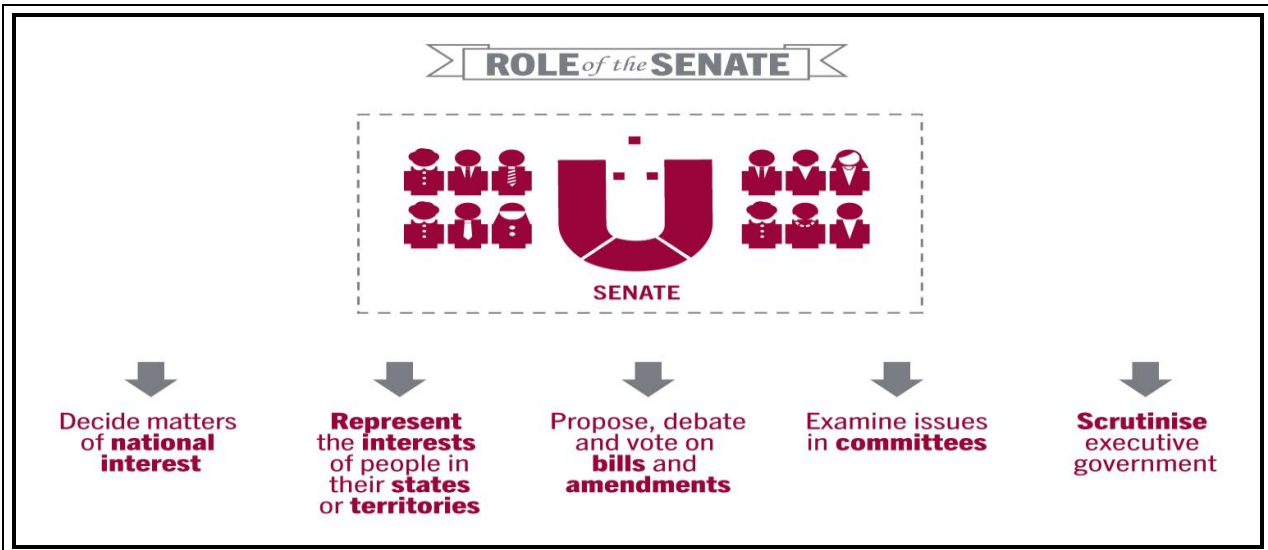 ROLE of the SENATE
SENATE
Decide matters
of national
interest
Represent
the interests
of people in
their states
or territories
Propose, debate
and vote on
bills and
amendments
Examine issues
in committees
Scrutinise
executive
government